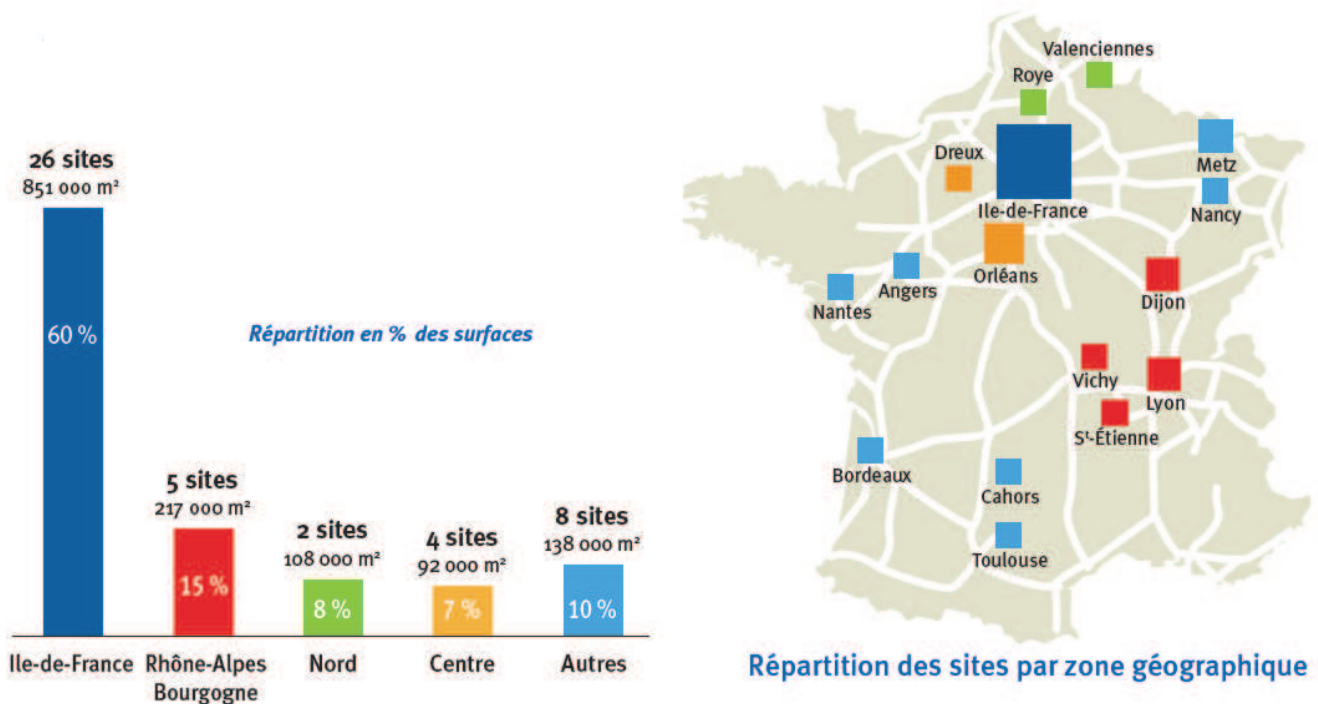 26 sites
851 000 m²
60 %
Répartition en % des surfaces
5 sites
217 000 m²
15 %
2 sites
108 000 m²
8 %
4 sites
92 000 m²
7 %
8 sites
138 000 m²
10 %
Ile-de-France
Rhône-Alpes
Bourgogne
Nord
Centre
Autres
Valenciennes
Roye
Dreux
Metz
Ile-de-France
Nancy
Orléans
Angers
Nantes
Dijon
Vichy
Lyon
Sᵗ-Étienne
Bordeaux
Cahors
Toulouse
Répartition des sites par zone géographique